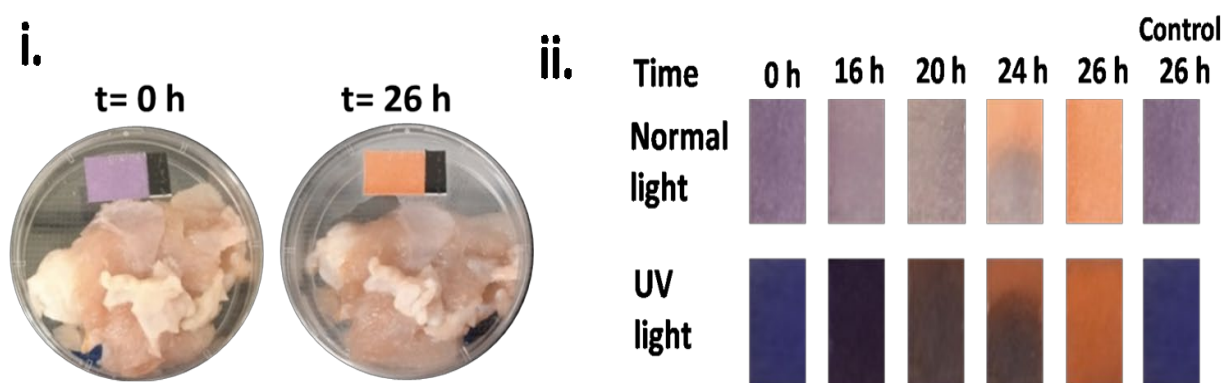 i.
t= 0 h
t= 26 h
ii.
Control
Time 0 h 16 h 20 h 24 h 26 h 26 h
Normal
light
UV
light